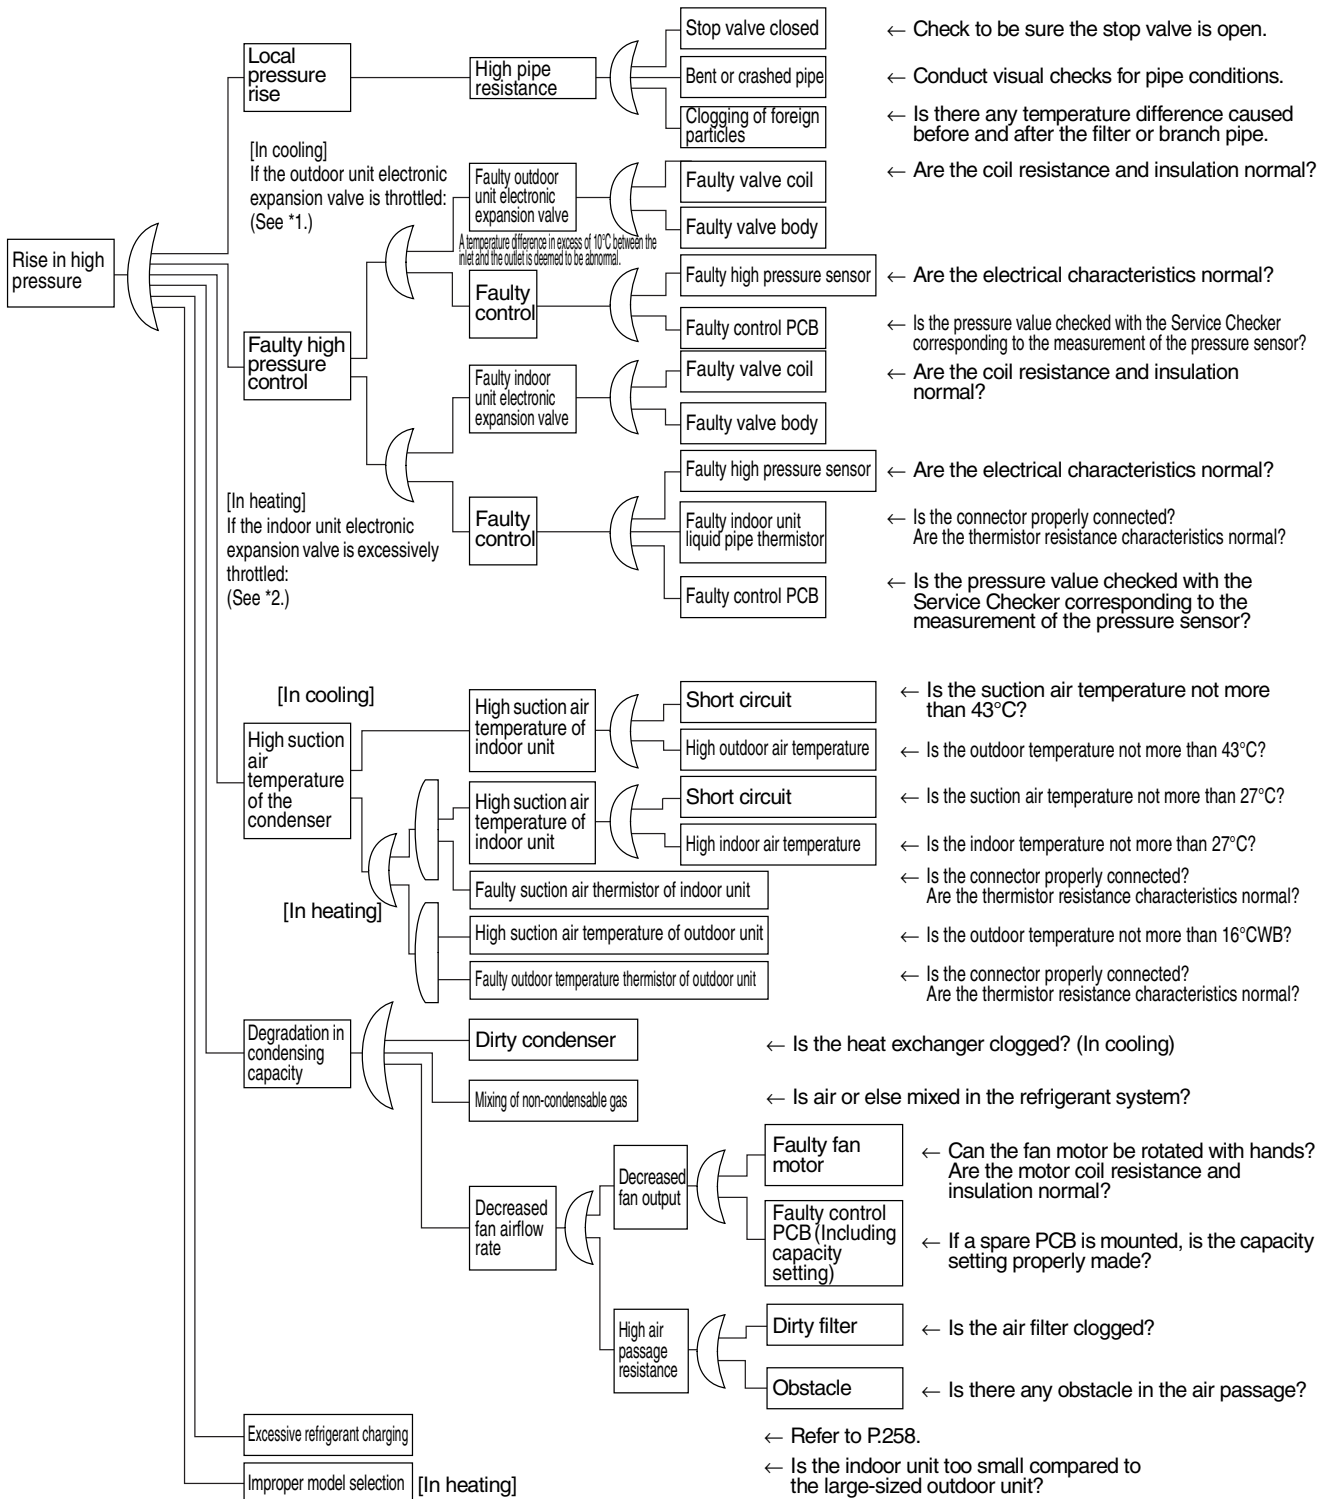 Rise in high
pressure
Local
pressure
rise
High pipe
resistance
Stop valve closed
← Check to be sure the stop valve is open.
Bent or crashed pipe
← Conduct visual checks for pipe conditions.
Clogging of foreign
particles
← Is there any temperature difference caused
before and after the filter or branch pipe.
[In cooling]
If the outdoor unit electronic
expansion valve is throttled:
(See *1.)
Faulty high
pressure
control
Faulty outdoor
unit electronic
expansion valve
A temperature difference in excess of 10°C between the
inlet and the outlet is deemed to be abnormal.
Faulty valve coil
← Are the coil resistance and insulation normal?
Faulty valve body
Faulty
control
Faulty high pressure sensor
← Are the electrical characteristics normal?
Faulty control PCB
← Is the pressure value checked with the Service Checker
corresponding to the measurement of the pressure sensor?
Faulty indoor
unit electronic
expansion valve
Faulty valve coil
← Are the coil resistance and insulation
normal?
Faulty valve body
[In heating]
If the indoor unit electronic
expansion valve is excessively
throttled:
(See *2.)
Faulty
control
Faulty high pressure sensor
← Are the electrical characteristics normal?
Faulty indoor unit
liquid pipe thermistor
← Is the connector properly connected?
Are the thermistor resistance characteristics normal?
Faulty control PCB
← Is the pressure value checked with the
Service Checker corresponding to the
measurement of the pressure sensor?
High suction
air
temperature
of the
condenser
[In cooling]
High suction air
temperature of
indoor unit
Short circuit
← Is the suction air temperature not more
than 43°C?
High outdoor air temperature
← Is the outdoor temperature not more than 43°C?
[In heating]
High suction air
temperature of
indoor unit
Short circuit
← Is the suction air temperature not more than 27°C?
High indoor air temperature
← Is the indoor temperature not more than 27°C?
Faulty suction air thermistor of indoor unit
← Is the connector properly connected?
Are the thermistor resistance characteristics normal?
High suction air temperature of outdoor unit
← Is the outdoor temperature not more than 16°CWB?
Faulty outdoor temperature thermistor of outdoor unit
← Is the connector properly connected?
Are the thermistor resistance characteristics normal?
Degradation in
condensing
capacity
Dirty condenser
← Is the heat exchanger clogged? (In cooling)
Mixing of non-condensable gas
← Is air or else mixed in the refrigerant system?
Decreased
fan airflow
rate
Decreased
fan output
Faulty fan
motor
← Can the fan motor be rotated with hands?
Are the motor coil resistance and
insulation normal?
Faulty control
PCB (Including
capacity
setting)
← If a spare PCB is mounted, is the capacity
setting properly made?
High air
passage
resistance
Dirty filter
← Is the air filter clogged?
Obstacle
← Is there any obstacle in the air passage?
Excessive refrigerant charging
← Refer to P.258.
Improper model selection
[In heating]
← Is the indoor unit too small compared to
the large-sized outdoor unit?